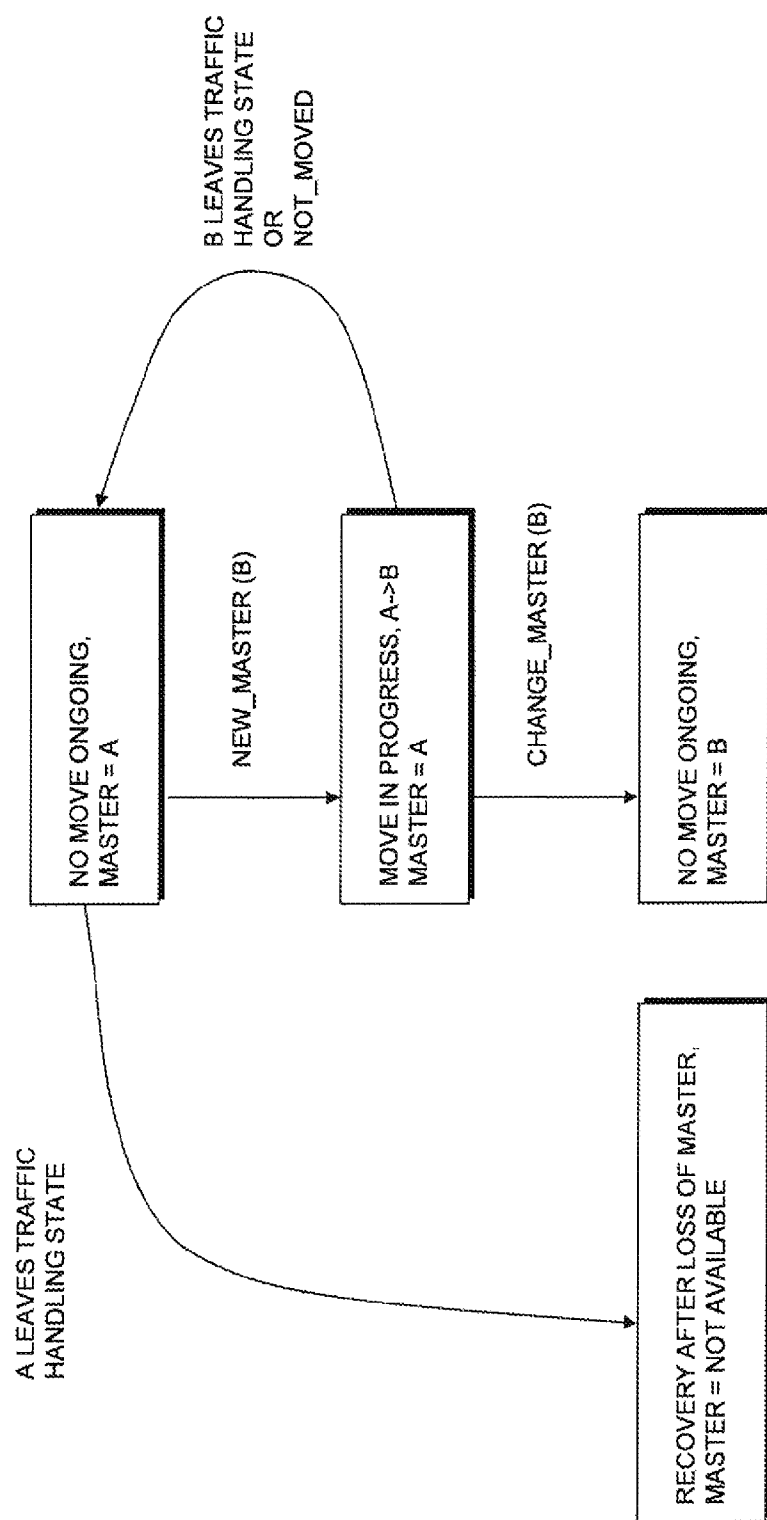 A LEAVES TRAFFIC
HANDLING STATE
NO MOVE ONGOING,
MASTER = A
B LEAVES TRAFFIC
HANDLING STATE
OR
NOT_MOVED
NEW_MASTER (B)
MOVE IN PROGRESS, A->B
MASTER = A
CHANGE_MASTER (B)
RECOVERY AFTER LOSS OF MASTER,
MASTER = NOT AVAILABLE
NO MOVE ONGOING,
MASTER = B